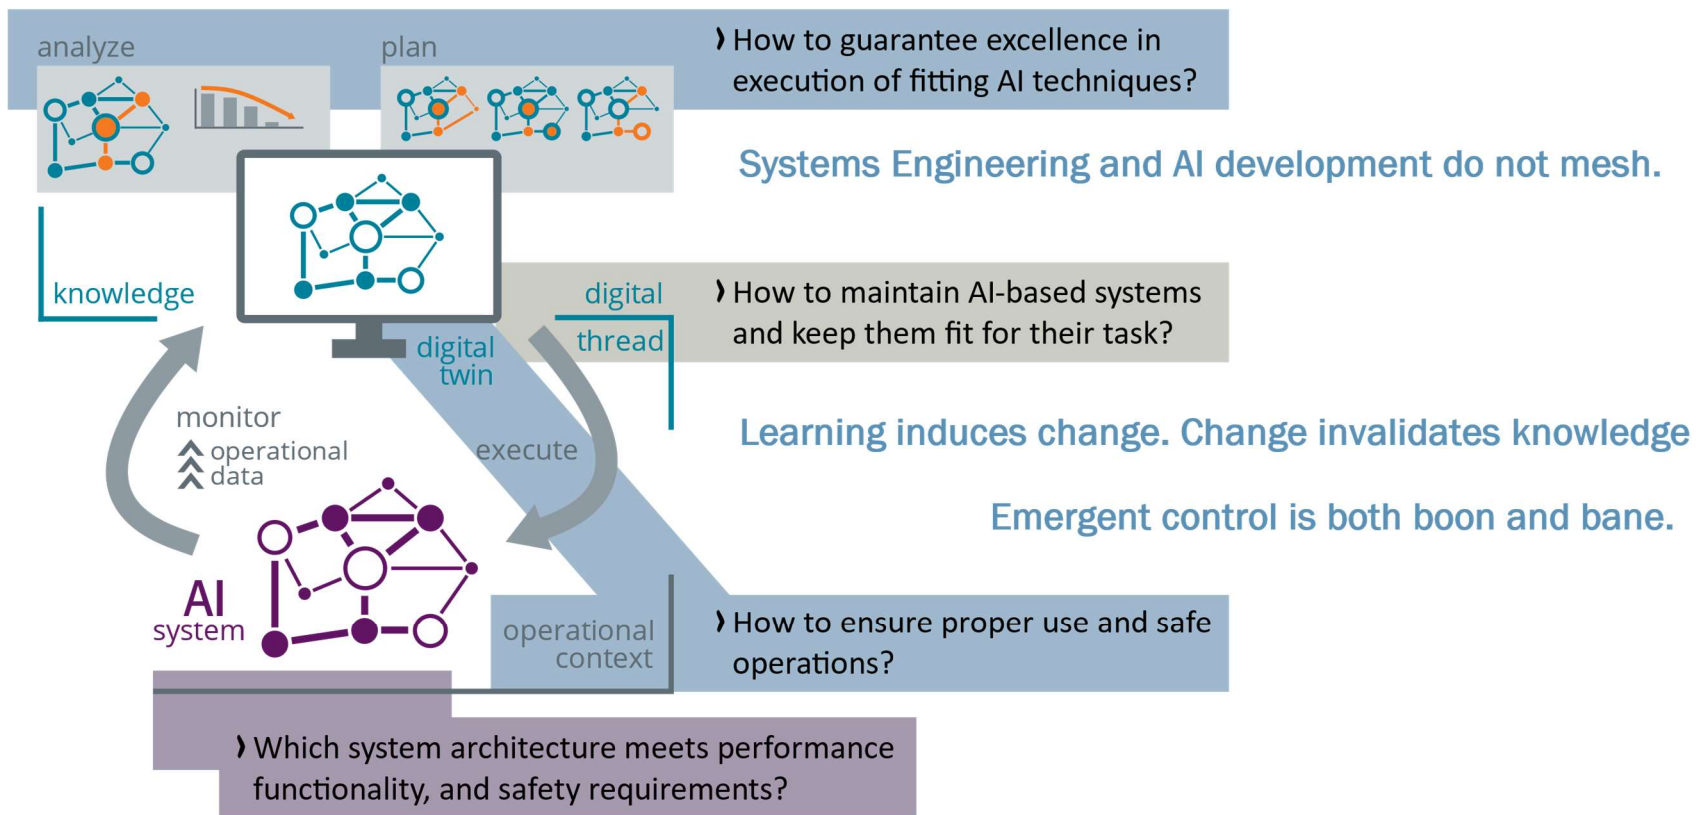 analyze
plan
❯ How to guarantee excellence in
execution of fitting AI techniques?
Systems Engineering and AI development do not mesh.
knowledge
digital
thread
❯ How to maintain AI-based systems
and keep them fit for their task?
digital
twin
monitor
operational
data
execute
Learning induces change. Change invalidates knowledge
Emergent control is both boon and bane.
AI
system
operational
context
❯ How to ensure proper use and safe
operations?
❯ Which system architecture meets performance
functionality, and safety requirements?